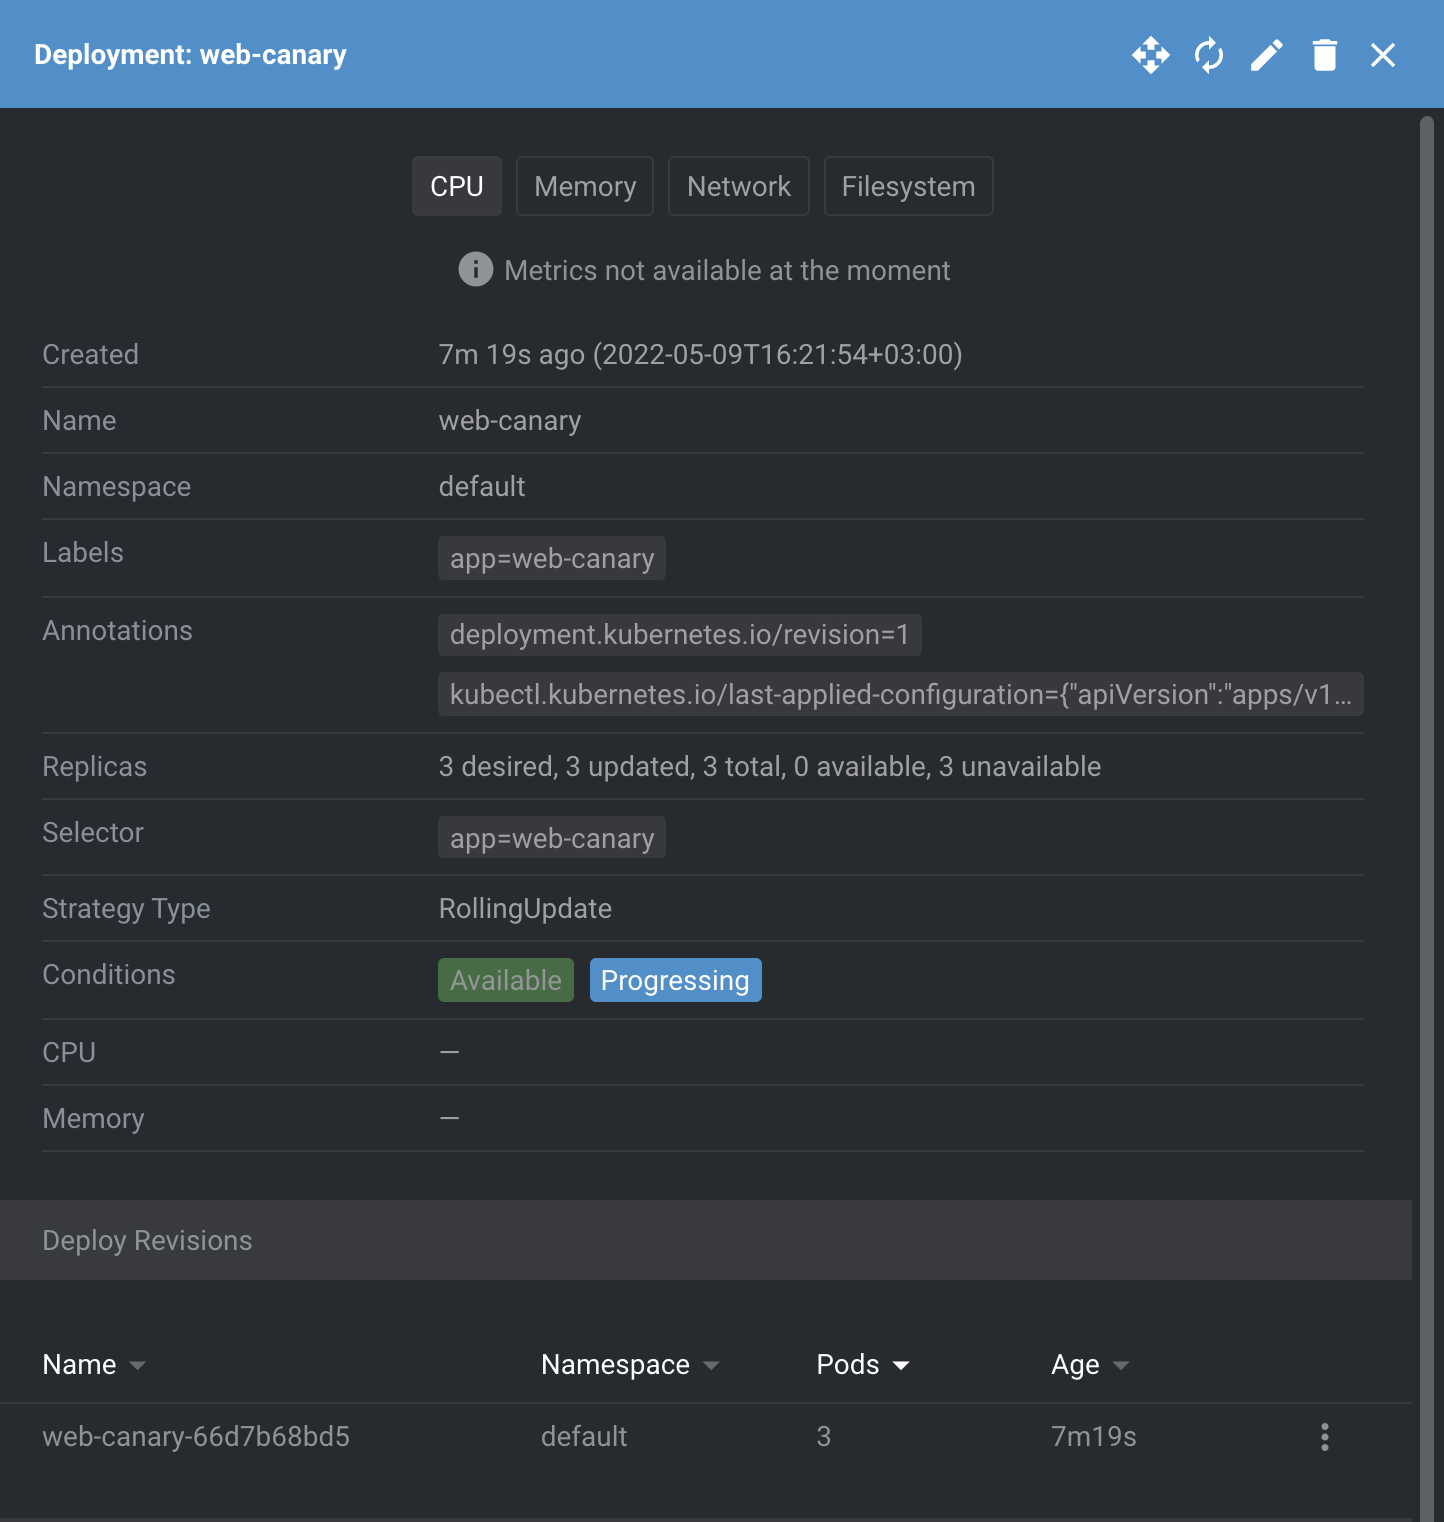 Deployment: web-canary
CPU Memory Network Filesystem
Metrics not available at the moment
Created 7m 19s ago (2022-05-09T16:21:54+03:00)
Name web-canary
Namespace default
Labels app=web-canary
Annotations deployment.kubernetes.io/revision=1
kubectl.kubernetes.io/last-applied-configuration={"apiVersion":"apps/v1...
Replicas 3 desired, 3 updated, 3 total, 0 available, 3 unavailable
Selector app=web-canary
Strategy Type RollingUpdate
Conditions Available Progressing
CPU —
Memory —
Deploy Revisions
Name Namespace Pods Age
web-canary-66d7b68bd5 default 3 7m19s